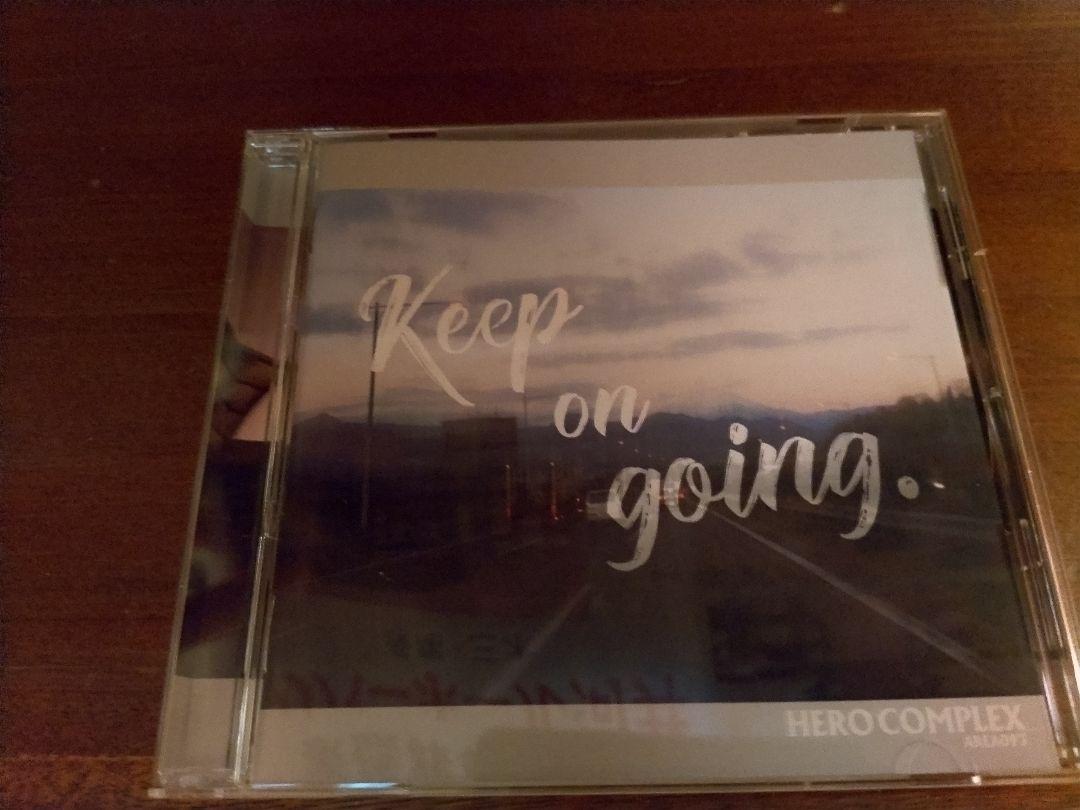 Keep
on
going.
HERO COMPLEX